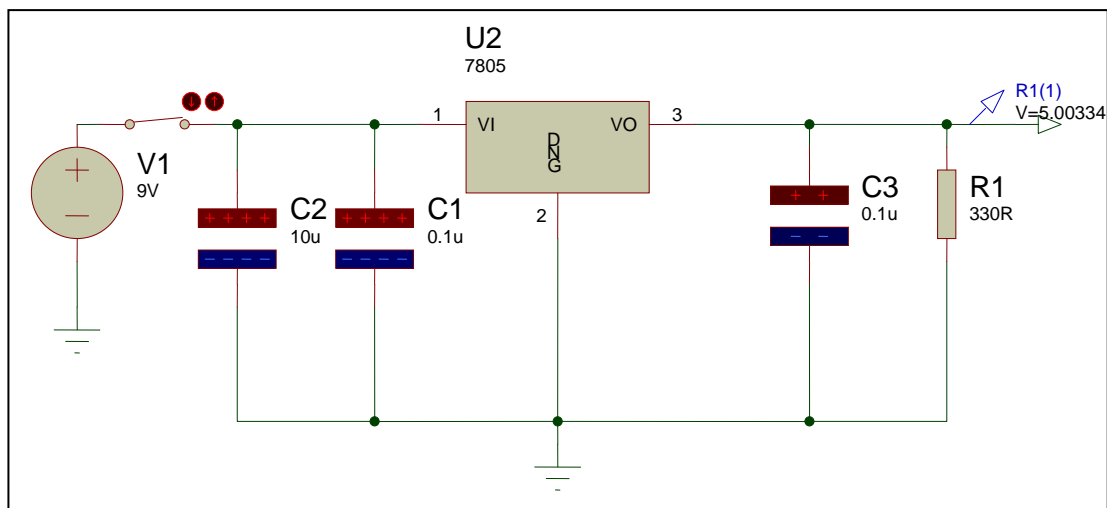 U2
7805
1
VI
GND
VO
3
2
R1(1)
V=5.00334
V1
9V
C2
10u
C1
0.1u
C3
0.1u
R1
330R